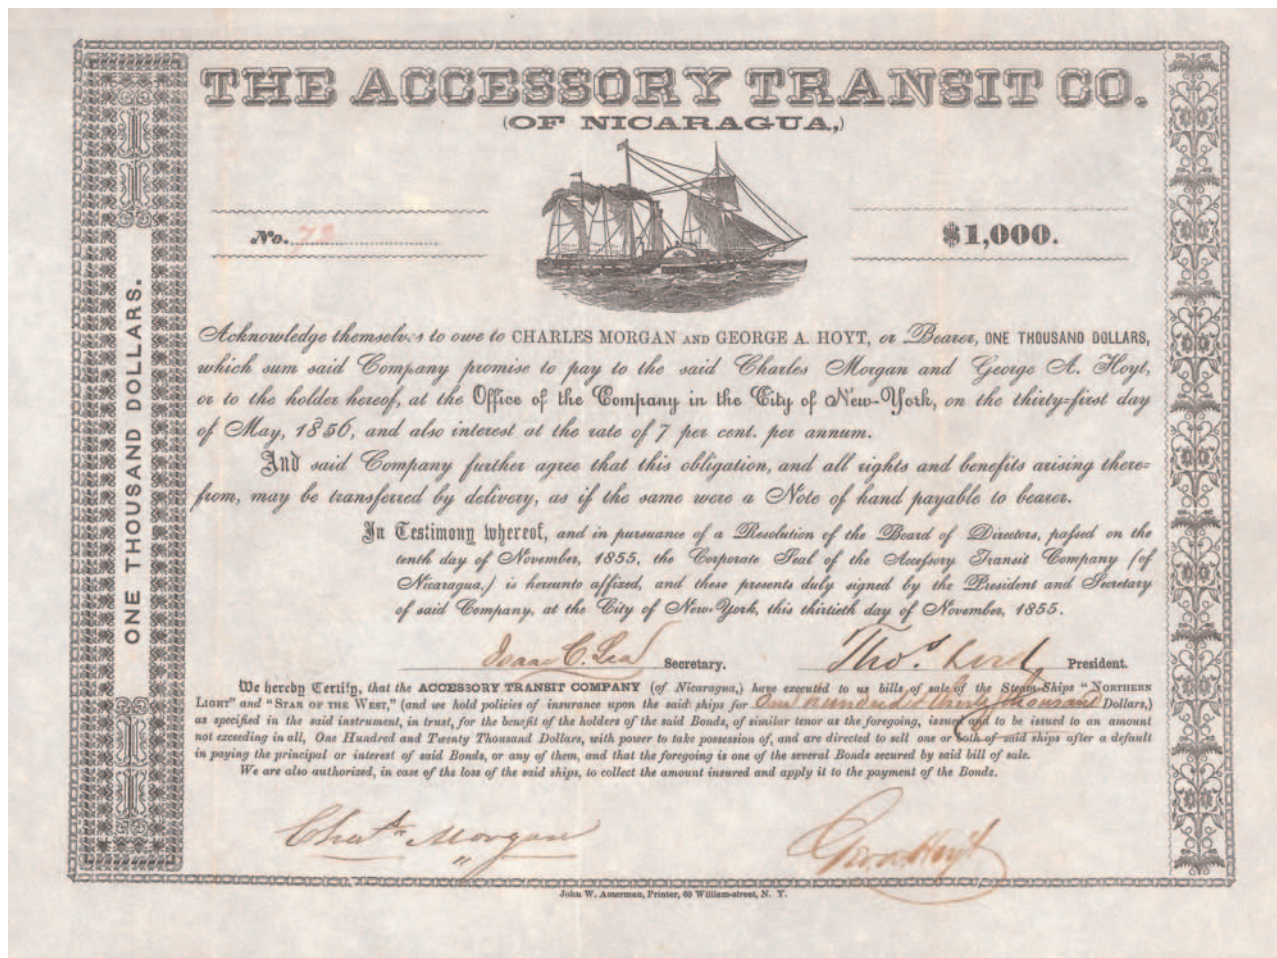 THE ACCESSORY TRANSIT CO.
(OF NICARAGUA,)
No. 72
$1,000.
ONE THOUSAND DOLLARS.
Acknowledge themselves to owe to CHARLES MORGAN AND GEORGE A. HOYT, or Bearer, ONE THOUSAND DOLLARS,
which sum said Company promise to pay to the said Charles Morgan and George A. Hoyt,
or to the holder hereof, at the Office of the Company in the City of New-York, on the thirty-first day
of May, 1856, and also interest at the rate of 7 per cent. per annum.
And said Company further agree that this obligation, and all rights and benefits arising there-
from, may be transferred by delivery, as if the same were a Note of hand payable to bearer.
In Testimony whereof, and in pursuance of a Resolution of the Board of Directors, passed on the
tenth day of November, 1855, the Corporate Seal of the Accessory Transit Company (of
Nicaragua,) is hereunto affixed, and these presents duly signed by the President and Secretary
of said Company, at the City of New-York, this thirtieth day of November, 1855.
Isaac C. Lea Secretary. Thos. Lord President.
We hereby Certify, that the ACCESSORY TRANSIT COMPANY (of Nicaragua,) have executed to us bills of sale of the Steam-Ships "NORTHERN
LIGHT" and "STAR OF THE WEST," (and we hold policies of insurance upon the said ships for One hundred & thirty thousand Dollars,)
as specified in the said instrument, in trust, for the benefit of the holders of the said Bonds, of similar tenor as the foregoing, issued and to be issued to an amount
not exceeding in all, One Hundred and Twenty Thousand Dollars, with power to take possession of, and are directed to sell one or both of said ships after a default
in paying the principal or interest of said Bonds, or any of them, and that the foregoing is one of the several Bonds secured by said bill of sale.
We are also authorized, in case of the loss of the said ships, to collect the amount insured and apply it to the payment of the Bonds.
Chas. Morgan
Geo. A. Hoyt
John W. Amerman, Printer, 60 William-street, N. Y.